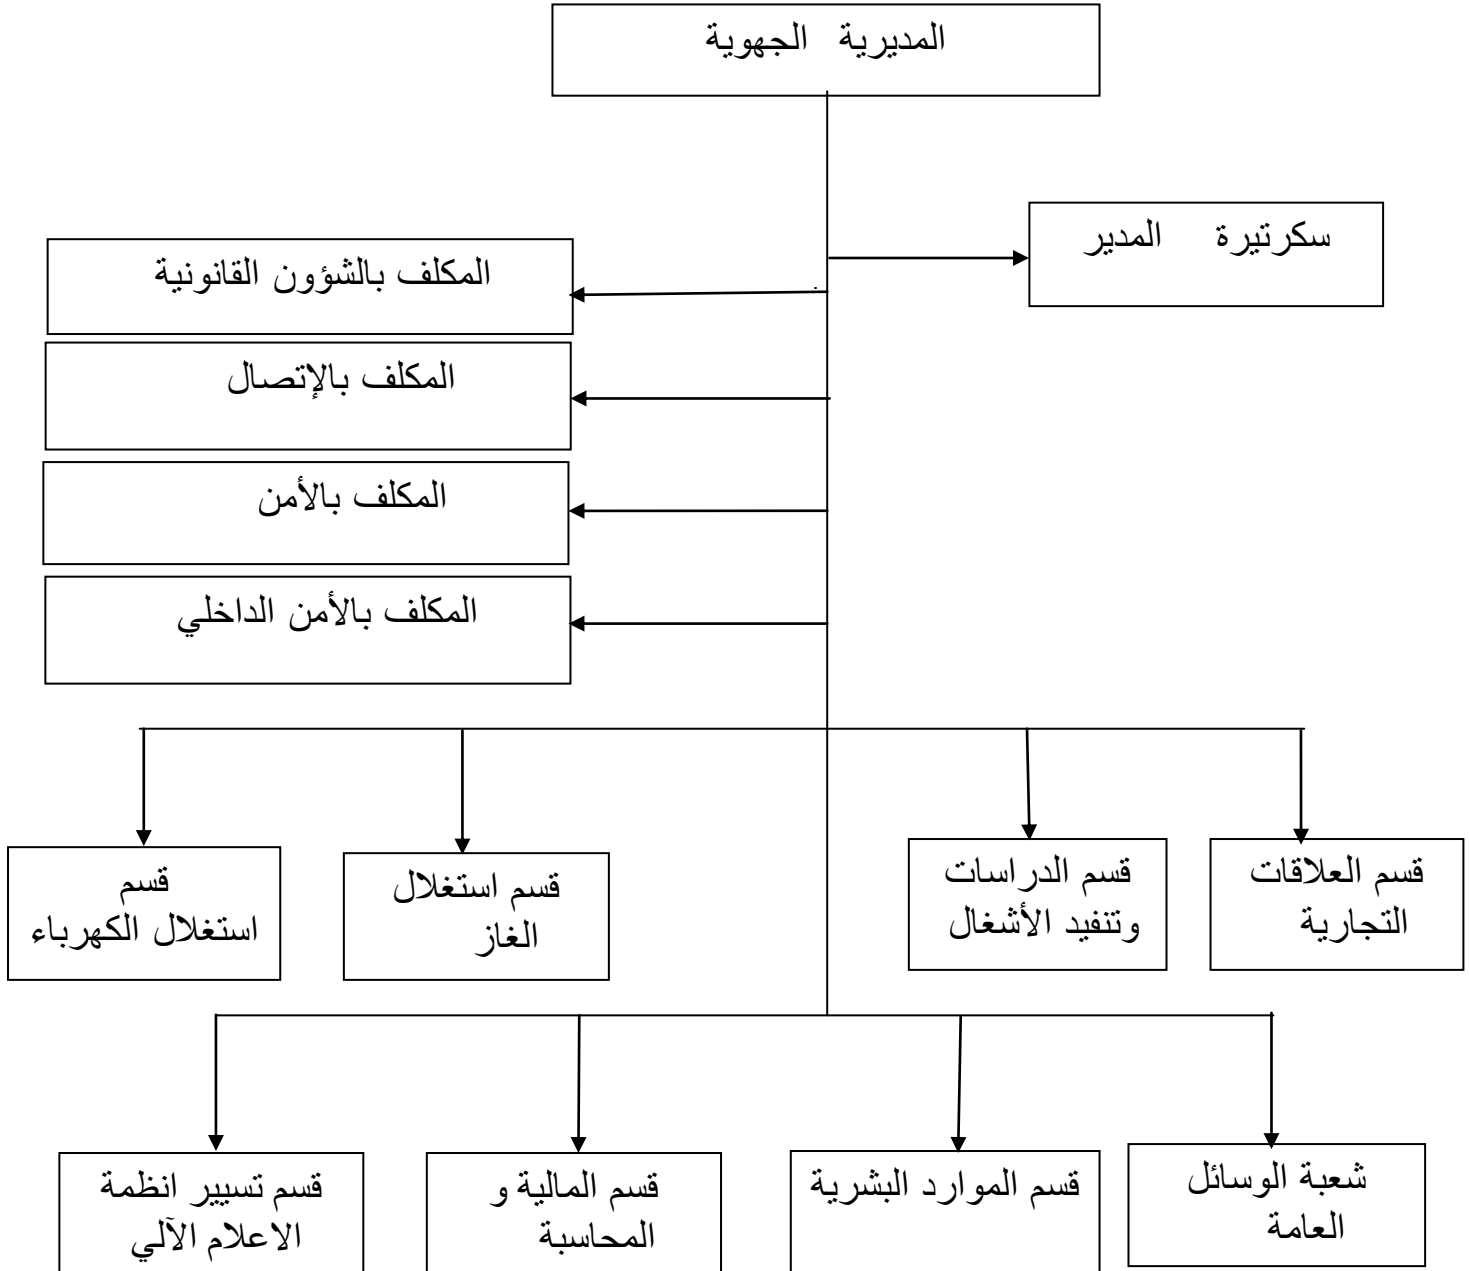 المديرية الجهوية
سكرتيرة المدير
المكلف بالشؤون القانونية
المكلف بالإتصال
المكلف بالأمن
المكلف بالأمن الداخلي
قسم العلاقات
التجارية
قسم الدراسات
وتنفيد الأشغال
قسم استغلال
الغاز
قسم
استغلال الكهرباء
شعبة الوسائل
العامة
قسم الموارد البشرية
قسم المالية و
المحاسبة
قسم تسيير انظمة
الاعلام الآلي